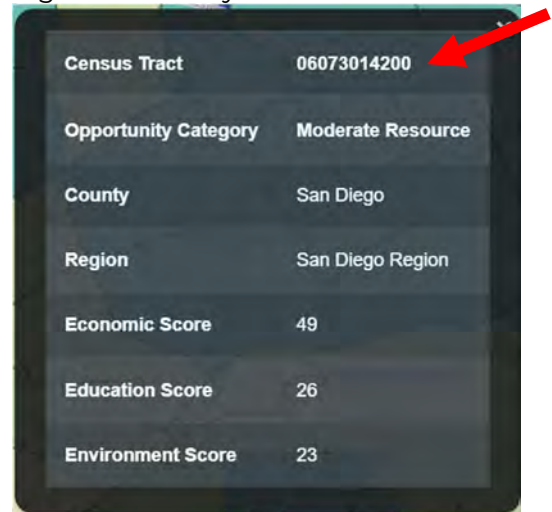 Census Tract 06073014200
Opportunity Category Moderate Resource
County San Diego
Region San Diego Region
Economic Score 49
Education Score 26
Environment Score 23